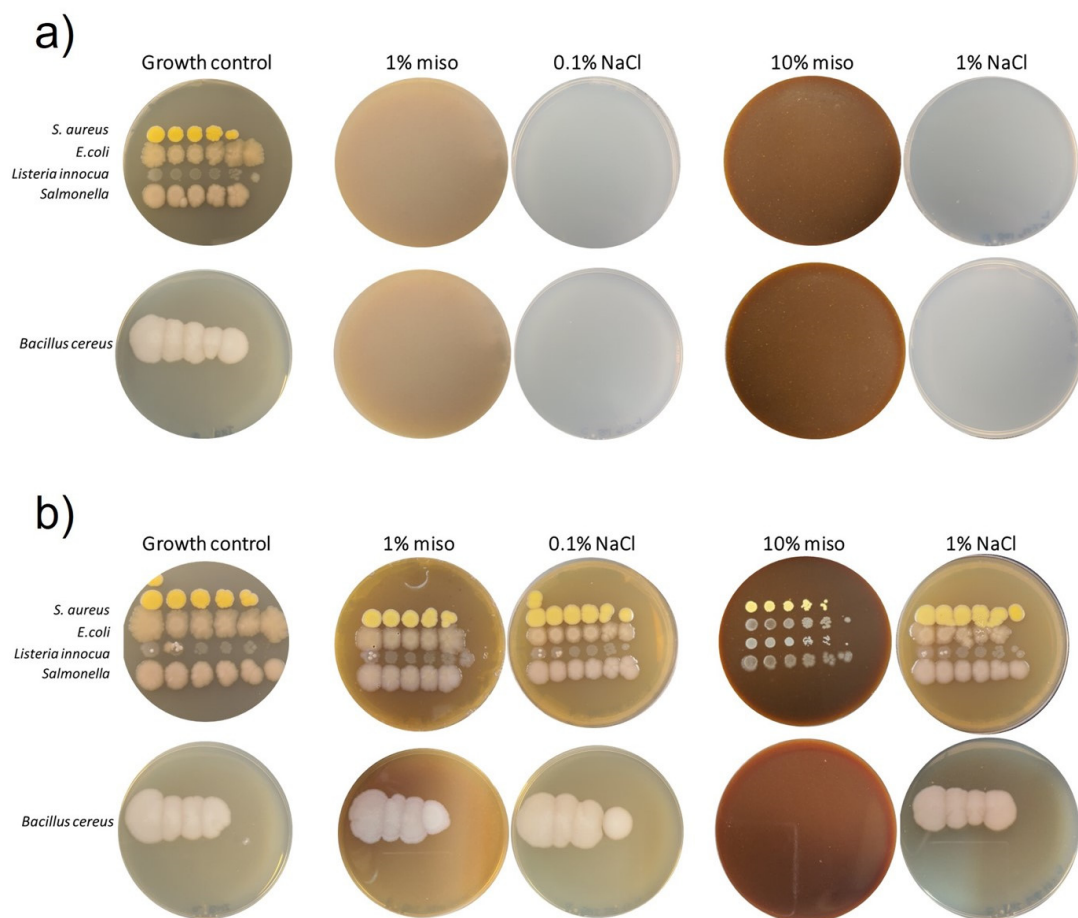 a)
Growth control
1% miso
0.1% NaCl
10% miso
1% NaCl
S. aureus
E.coli
Listeria innocua
Salmonella
Bacillus cereus
b)
Growth control
1% miso
0.1% NaCl
10% miso
1% NaCl
S. aureus
E.coli
Listeria innocua
Salmonella
Bacillus cereus